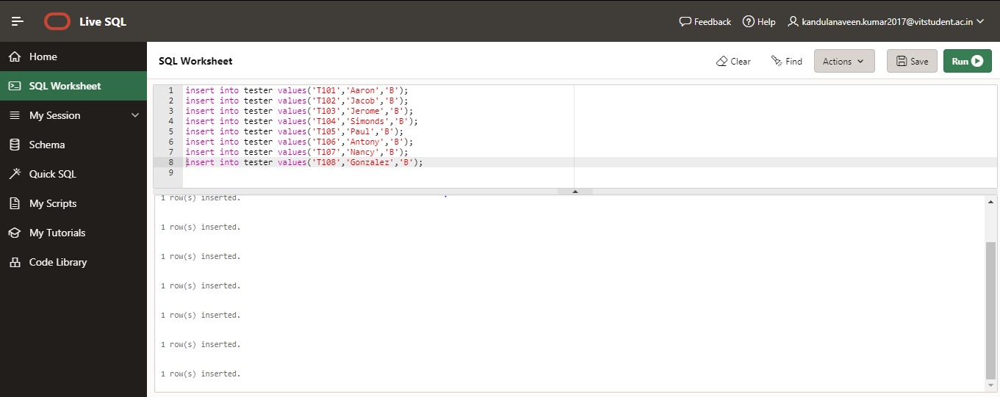 Live SQL
Feedback
Help
kandulanaveen.kumar2017@vitstudent.ac.in
Home
SQL Worksheet
My Session
Schema
Quick SQL
My Scripts
My Tutorials
Code Library
SQL Worksheet
Clear
Find
Actions
Save
Run
1 insert into tester values('T101','Aaron','B');
2 insert into tester values('T102','Jacob','B');
3 insert into tester values('T103','Jerome','B');
4 insert into tester values('T104','Simonds','B');
5 insert into tester values('T105','Paul','B');
6 insert into tester values('T106','Antony','B');
7 insert into tester values('T107','Nancy','B');
8 insert into tester values('T108','Gonzalez','B');
9
1 row(s) inserted.
1 row(s) inserted.
1 row(s) inserted.
1 row(s) inserted.
1 row(s) inserted.
1 row(s) inserted.
1 row(s) inserted.